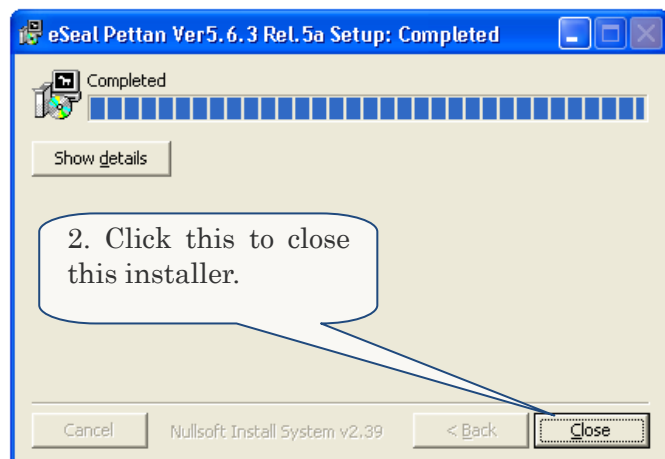 eSeal Pettan Ver5.6.3 Rel.5a Setup: Completed
Completed
Show details
2. Click this to close
this installer.
Cancel
Nullsoft Install System v2.39
< Back
Close